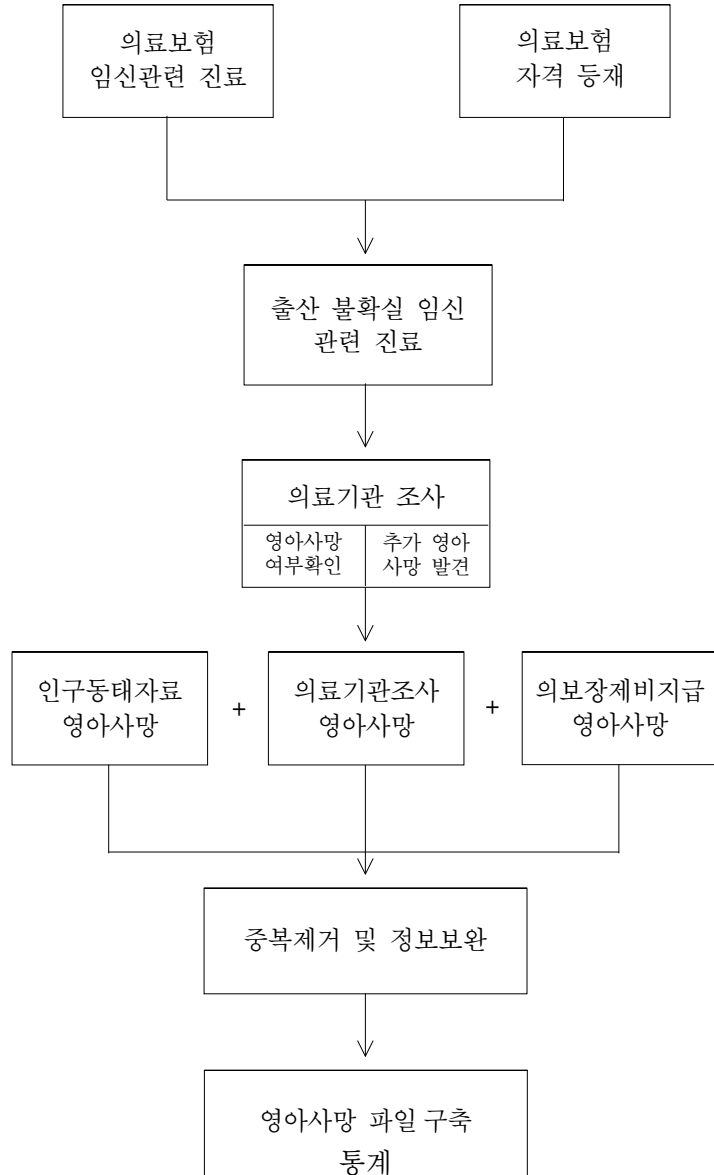 의료보험
임신관련 진료
의료보험
자격 등재
출산 불확실 임신
관련 진료
의료기관 조사
영아사망
여부확인
추가 영아
사망 발견
인구동태자료
영아사망
+
의료기관조사
영아사망
+
의보장제비지급
영아사망
중복제거 및 정보보완
영아사망 파일 구축
통계